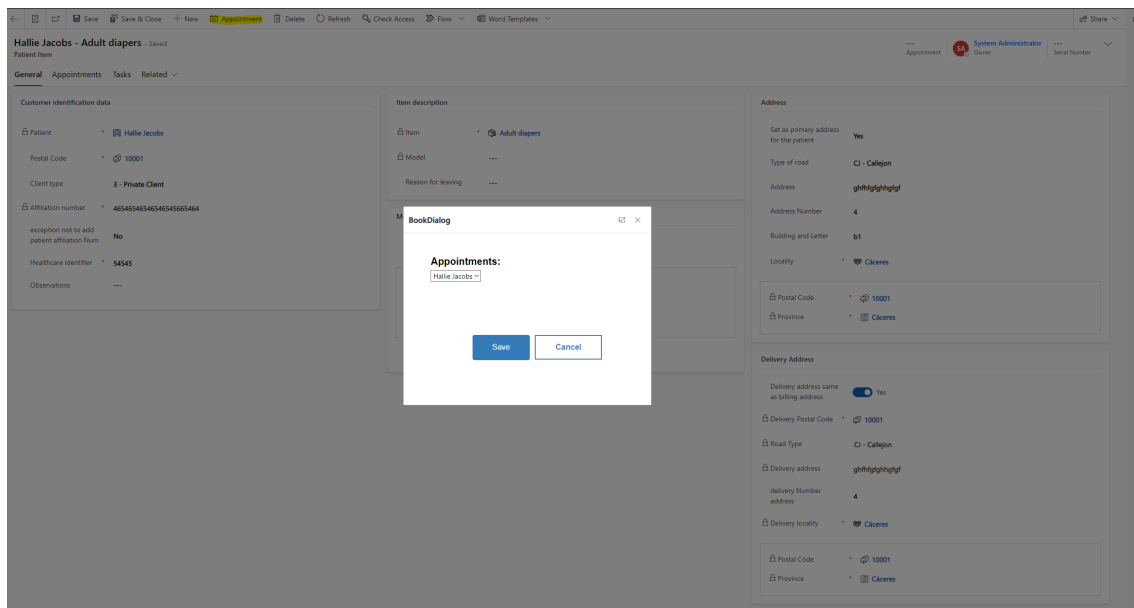 Save Save & Close + New Appointment Delete Refresh Check Access Flow Word Templates Share
Hallie Jacobs - Adult diapers - Saved
Patient Item
--- Appointment SA System Administrator Owner --- Serial Number
General Appointments Tasks Related
Customer identification data
Patient * Hallie Jacobs
Postal Code * 10001
Client type 3 - Private Client
Affiliation number * 46546546546546545665464
exception not to add
patient affiliation Num No
Healthcare identifier * 54545
Observations ---
Item description
Item * Adult diapers
Model ---
Reason for leaving ---
BookDialog
Appointments:
Hallie Jacobs
Save Cancel
Address
Set as primary address
for the patient Yes
Type of road CJ - Callejon
Address ghfhfgfghhgfgf
Address Number 4
Building and Letter b1
Locality * Cáceres
Postal Code * 10001
Province * Cáceres
Delivery Address
Delivery address same
as billing address Yes
Delivery Postal Code * 10001
Road Type CJ - Callejon
Delivery address ghfhfgfghhgfgf
delivery Number
address 4
Delivery locality * Cáceres
Postal Code * 10001
Province * Cáceres